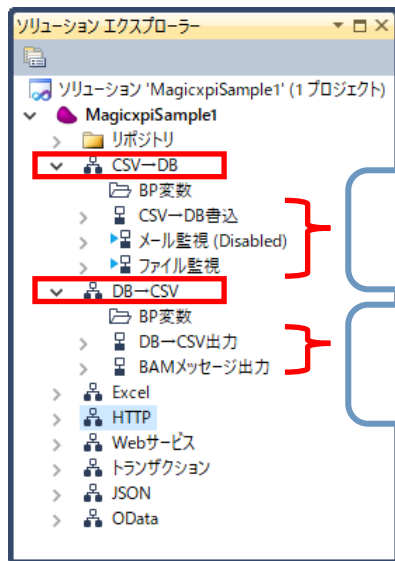 ソリューション エクスプローラー
ソリューション 'MagicxpiSample1' (1 プロジェクト)
MagicxpiSample1
リポジトリ
CSV→DB
BP変数
CSV→DB書込
メール監視 (Disabled)
ファイル監視
DB→CSV
BP変数
DB→CSV出力
BAMメッセージ出力
Excel
HTTP
Webサービス
トランザクション
JSON
OData